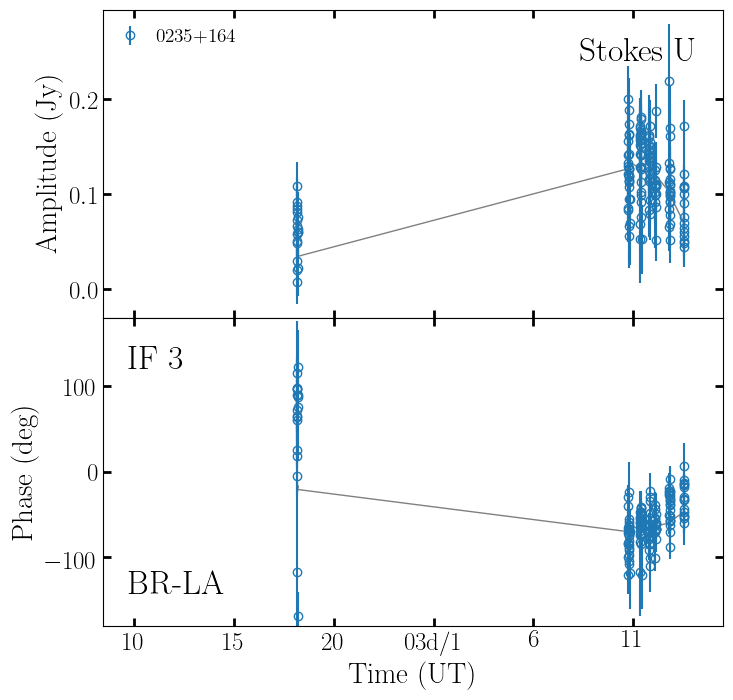 0235+164
Stokes U
Amplitude (Jy)
0.2
0.1
0.0
IF 3
Phase (deg)
100
0
−100
BR-LA
10 15 20 03d/1 6 11
Time (UT)